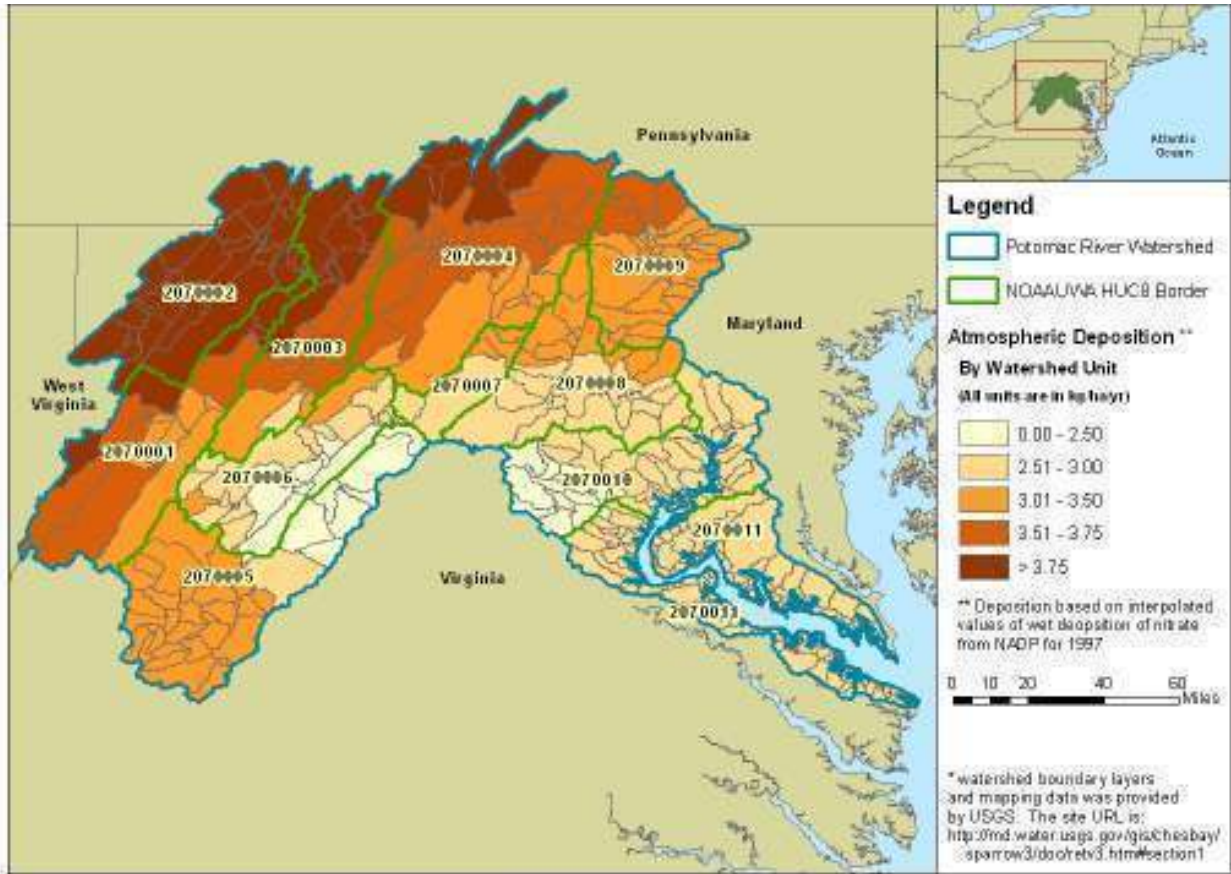 Pennsylvania
Atlantic
Ocean
2070002
2070004
2070009
2070003
Maryland
West
Virginia
2070007
2070008
2070001
2070006
2070010
2070011
2070005
Virginia
2070011
Legend
Potomac River Watershed
NOAAUWA HUC8 Border
Atmospheric Deposition **
By Watershed Unit
(All units are in kg/ha/yr)
0.00 - 2.50
2.51 - 3.00
3.01 - 3.50
3.51 - 3.75
> 3.75
** Deposition based on interpolated
values of wet deopsition of nitrate
from NADP for 1997
0 10 20 40 60
Miles
* watershed boundary layers
and mapping data was provided
by USGS. The site URL is:
http://md.water.usgs.gov/gis/chesbay/
sparrow3/doc/retv3.htm#section1